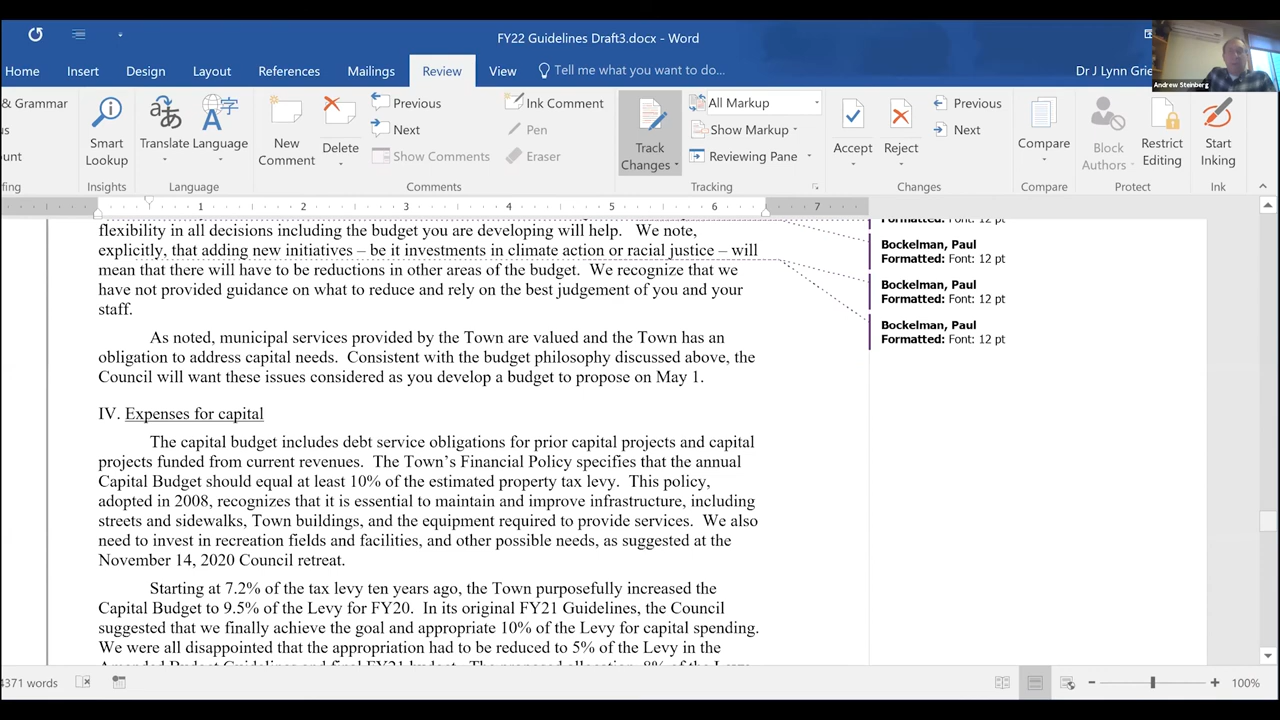 FY22 Guidelines Draft3.docx - Word
Andrew Steinberg
Home Insert Design Layout References Mailings Review View Tell me what you want to do... Dr J Lynn Grie
& Grammar
Smart Lookup
Insights
Translate Language
Language
New Comment
Delete
Previous
Next
Show Comments
Ink Comment
Pen
Eraser
Comments
Track Changes
All Markup
Show Markup
Reviewing Pane
Tracking
Accept
Reject
Previous
Next
Changes
Compare
Compare
Block Authors
Restrict Editing
Protect
Start Inking
Ink
1 2 3 4 5 6 7
flexibility in all decisions including the budget you are developing will help. We note,
explicitly, that adding new initiatives – be it investments in climate action or racial justice – will
mean that there will have to be reductions in other areas of the budget. We recognize that we
have not provided guidance on what to reduce and rely on the best judgement of you and your
staff.
As noted, municipal services provided by the Town are valued and the Town has an
obligation to address capital needs. Consistent with the budget philosophy discussed above, the
Council will want these issues considered as you develop a budget to propose on May 1.
IV. Expenses for capital
The capital budget includes debt service obligations for prior capital projects and capital
projects funded from current revenues. The Town's Financial Policy specifies that the annual
Capital Budget should equal at least 10% of the estimated property tax levy. This policy,
adopted in 2008, recognizes that it is essential to maintain and improve infrastructure, including
streets and sidewalks, Town buildings, and the equipment required to provide services. We also
need to invest in recreation fields and facilities, and other possible needs, as suggested at the
November 14, 2020 Council retreat.
Starting at 7.2% of the tax levy ten years ago, the Town purposefully increased the
Capital Budget to 9.5% of the Levy for FY20. In its original FY21 Guidelines, the Council
suggested that we finally achieve the goal and appropriate 10% of the Levy for capital spending.
We were all disappointed that the appropriation had to be reduced to 5% of the Levy in the
Formatted: Font: 12 pt
Bockelman, Paul
Formatted: Font: 12 pt
Bockelman, Paul
Formatted: Font: 12 pt
Bockelman, Paul
Formatted: Font: 12 pt
4371 words
100%